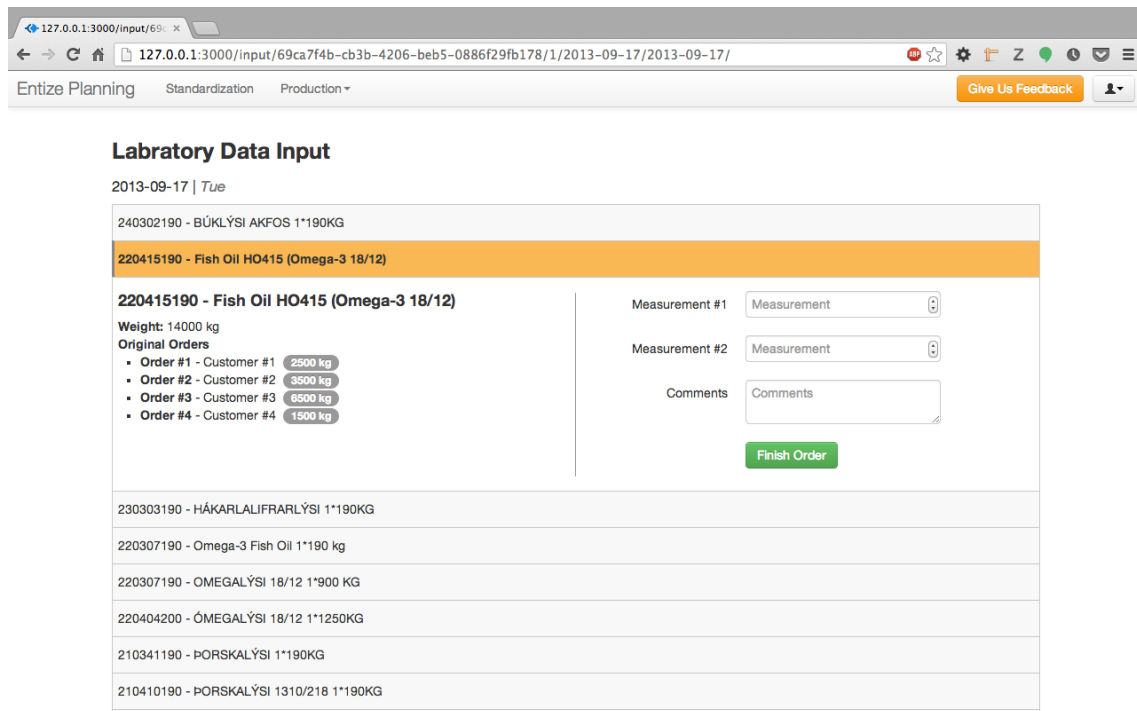 127.0.0.1:3000/input/69c
127.0.0.1:3000/input/69ca7f4b-cb3b-4206-beb5-0886f29fb178/1/2013-09-17/2013-09-17/
ABP
Z
Entize Planning Standardization Production Give Us Feedback
Labratory Data Input
2013-09-17 | Tue
240302190 - BÚKLÝSI AKFOS 1*190KG
220415190 - Fish Oil HO415 (Omega-3 18/12)
220415190 - Fish Oil HO415 (Omega-3 18/12)
Weight: 14000 kg
Original Orders
Order #1 - Customer #1 2500 kg
Order #2 - Customer #2 3500 kg
Order #3 - Customer #3 6500 kg
Order #4 - Customer #4 1500 kg
Measurement #1 Measurement
Measurement #2 Measurement
Comments Comments
Finish Order
230303190 - HÁKARLALIFRARLÝSI 1*190KG
220307190 - Omega-3 Fish Oil 1*190 kg
220307190 - OMEGALÝSI 18/12 1*900 KG
220404200 - ÓMEGALÝSI 18/12 1*1250KG
210341190 - ÞORSKALÝSI 1*190KG
210410190 - ÞORSKALÝSI 1310/218 1*190KG